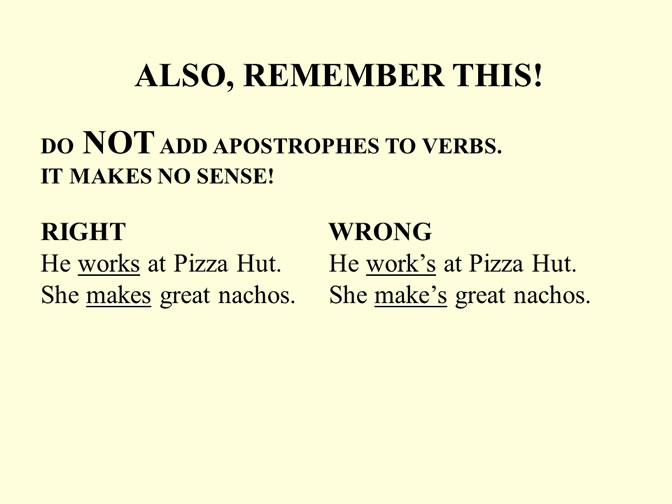 ALSO, REMEMBER THIS!
DO NOT ADD APOSTROPHES TO VERBS.
IT MAKES NO SENSE!
RIGHT WRONG
He works at Pizza Hut. He work’s at Pizza Hut.
She makes great nachos. She make’s great nachos.